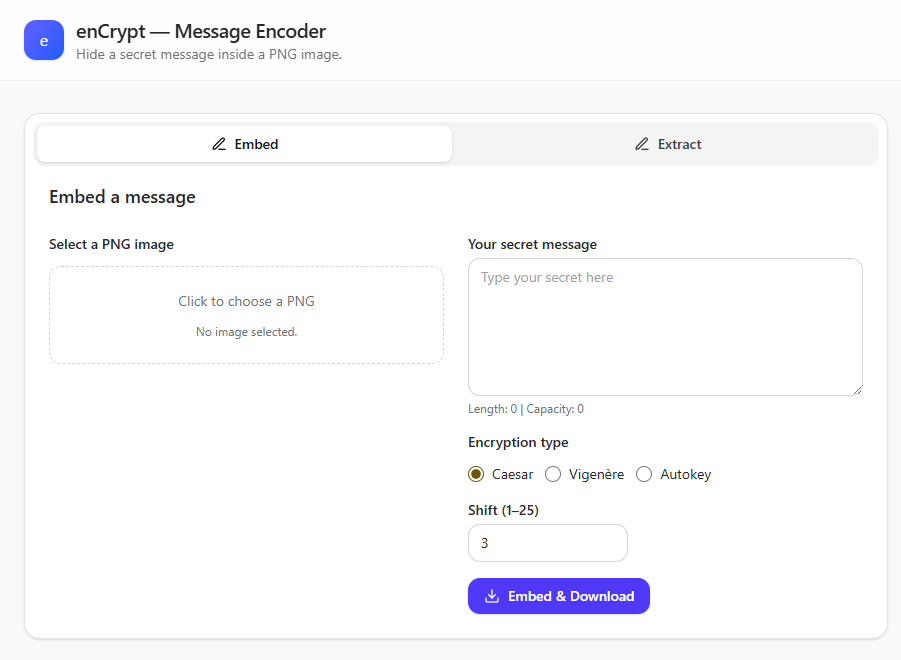 e
enCrypt — Message Encoder
Hide a secret message inside a PNG image.
Embed
Extract
Embed a message
Select a PNG image
Click to choose a PNG
No image selected.
Your secret message
Type your secret here
Length: 0 | Capacity: 0
Encryption type
Caesar Vigenère Autokey
Shift (1–25)
3
Embed & Download